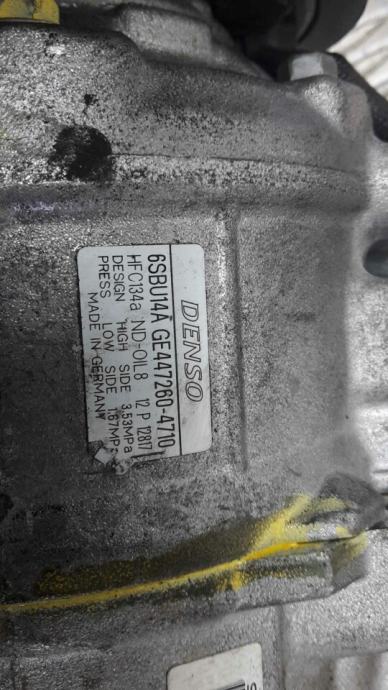 DENSO
6SBU14A GE447260-4710
HFC134a ND-OIL8 12 P 12817
DESIGN HIGH SIDE 3.53MPa
PRESS LOW SIDE 1.67MPa
MADE IN GERMANY